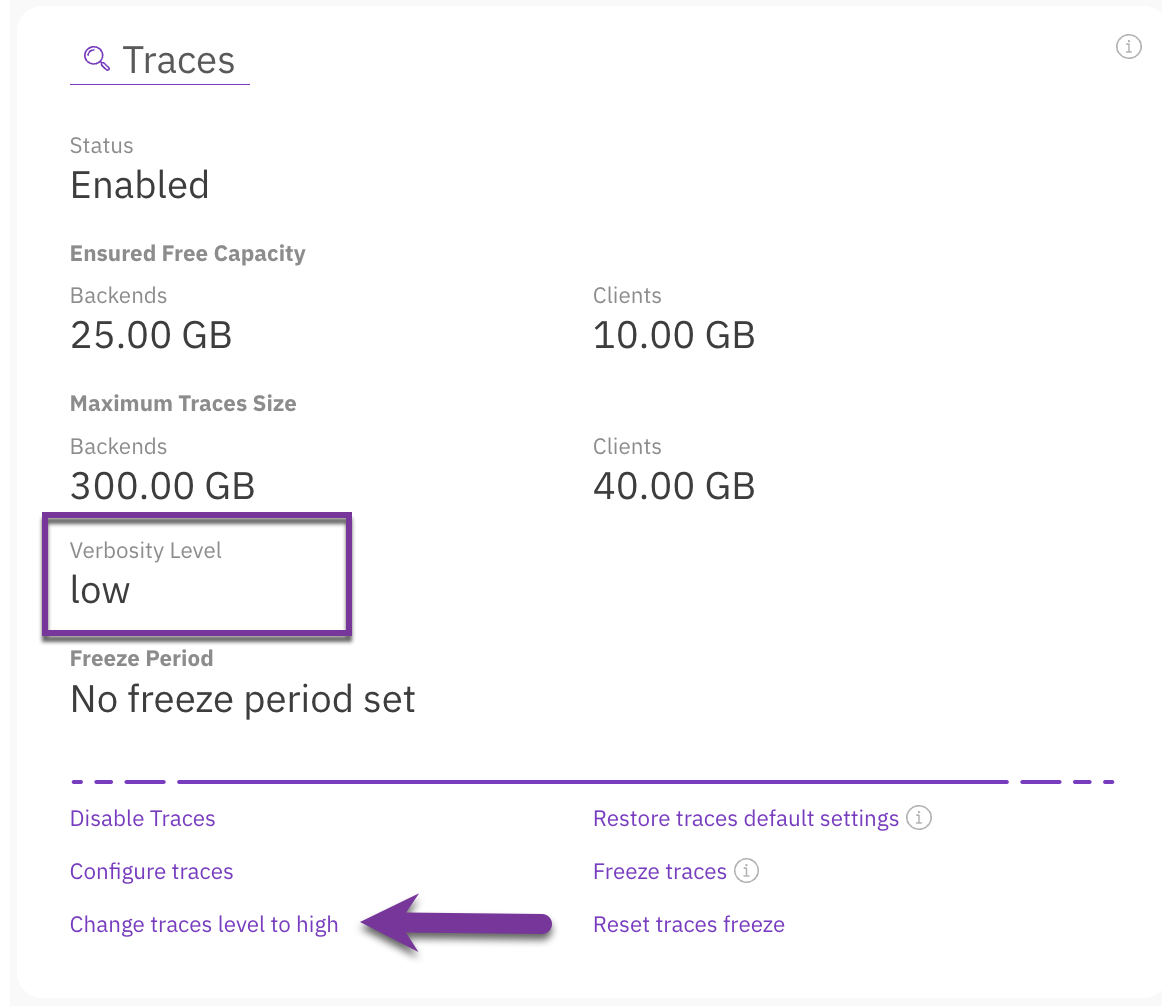 Traces
Status
Enabled
Ensured Free Capacity
Backends
Clients
25.00 GB
10.00 GB
Maximum Traces Size
Backends
Clients
300.00 GB
40.00 GB
Verbosity Level
low
Freeze Period
No freeze period set
Disable Traces
Restore traces default settings
Configure traces
Freeze traces
Change traces level to high
Reset traces freeze